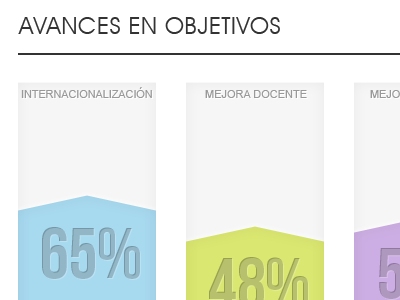 AVANCES EN OBJETIVOS
INTERNACIONALIZACIÓN
MEJORA DOCENTE
65%
48%